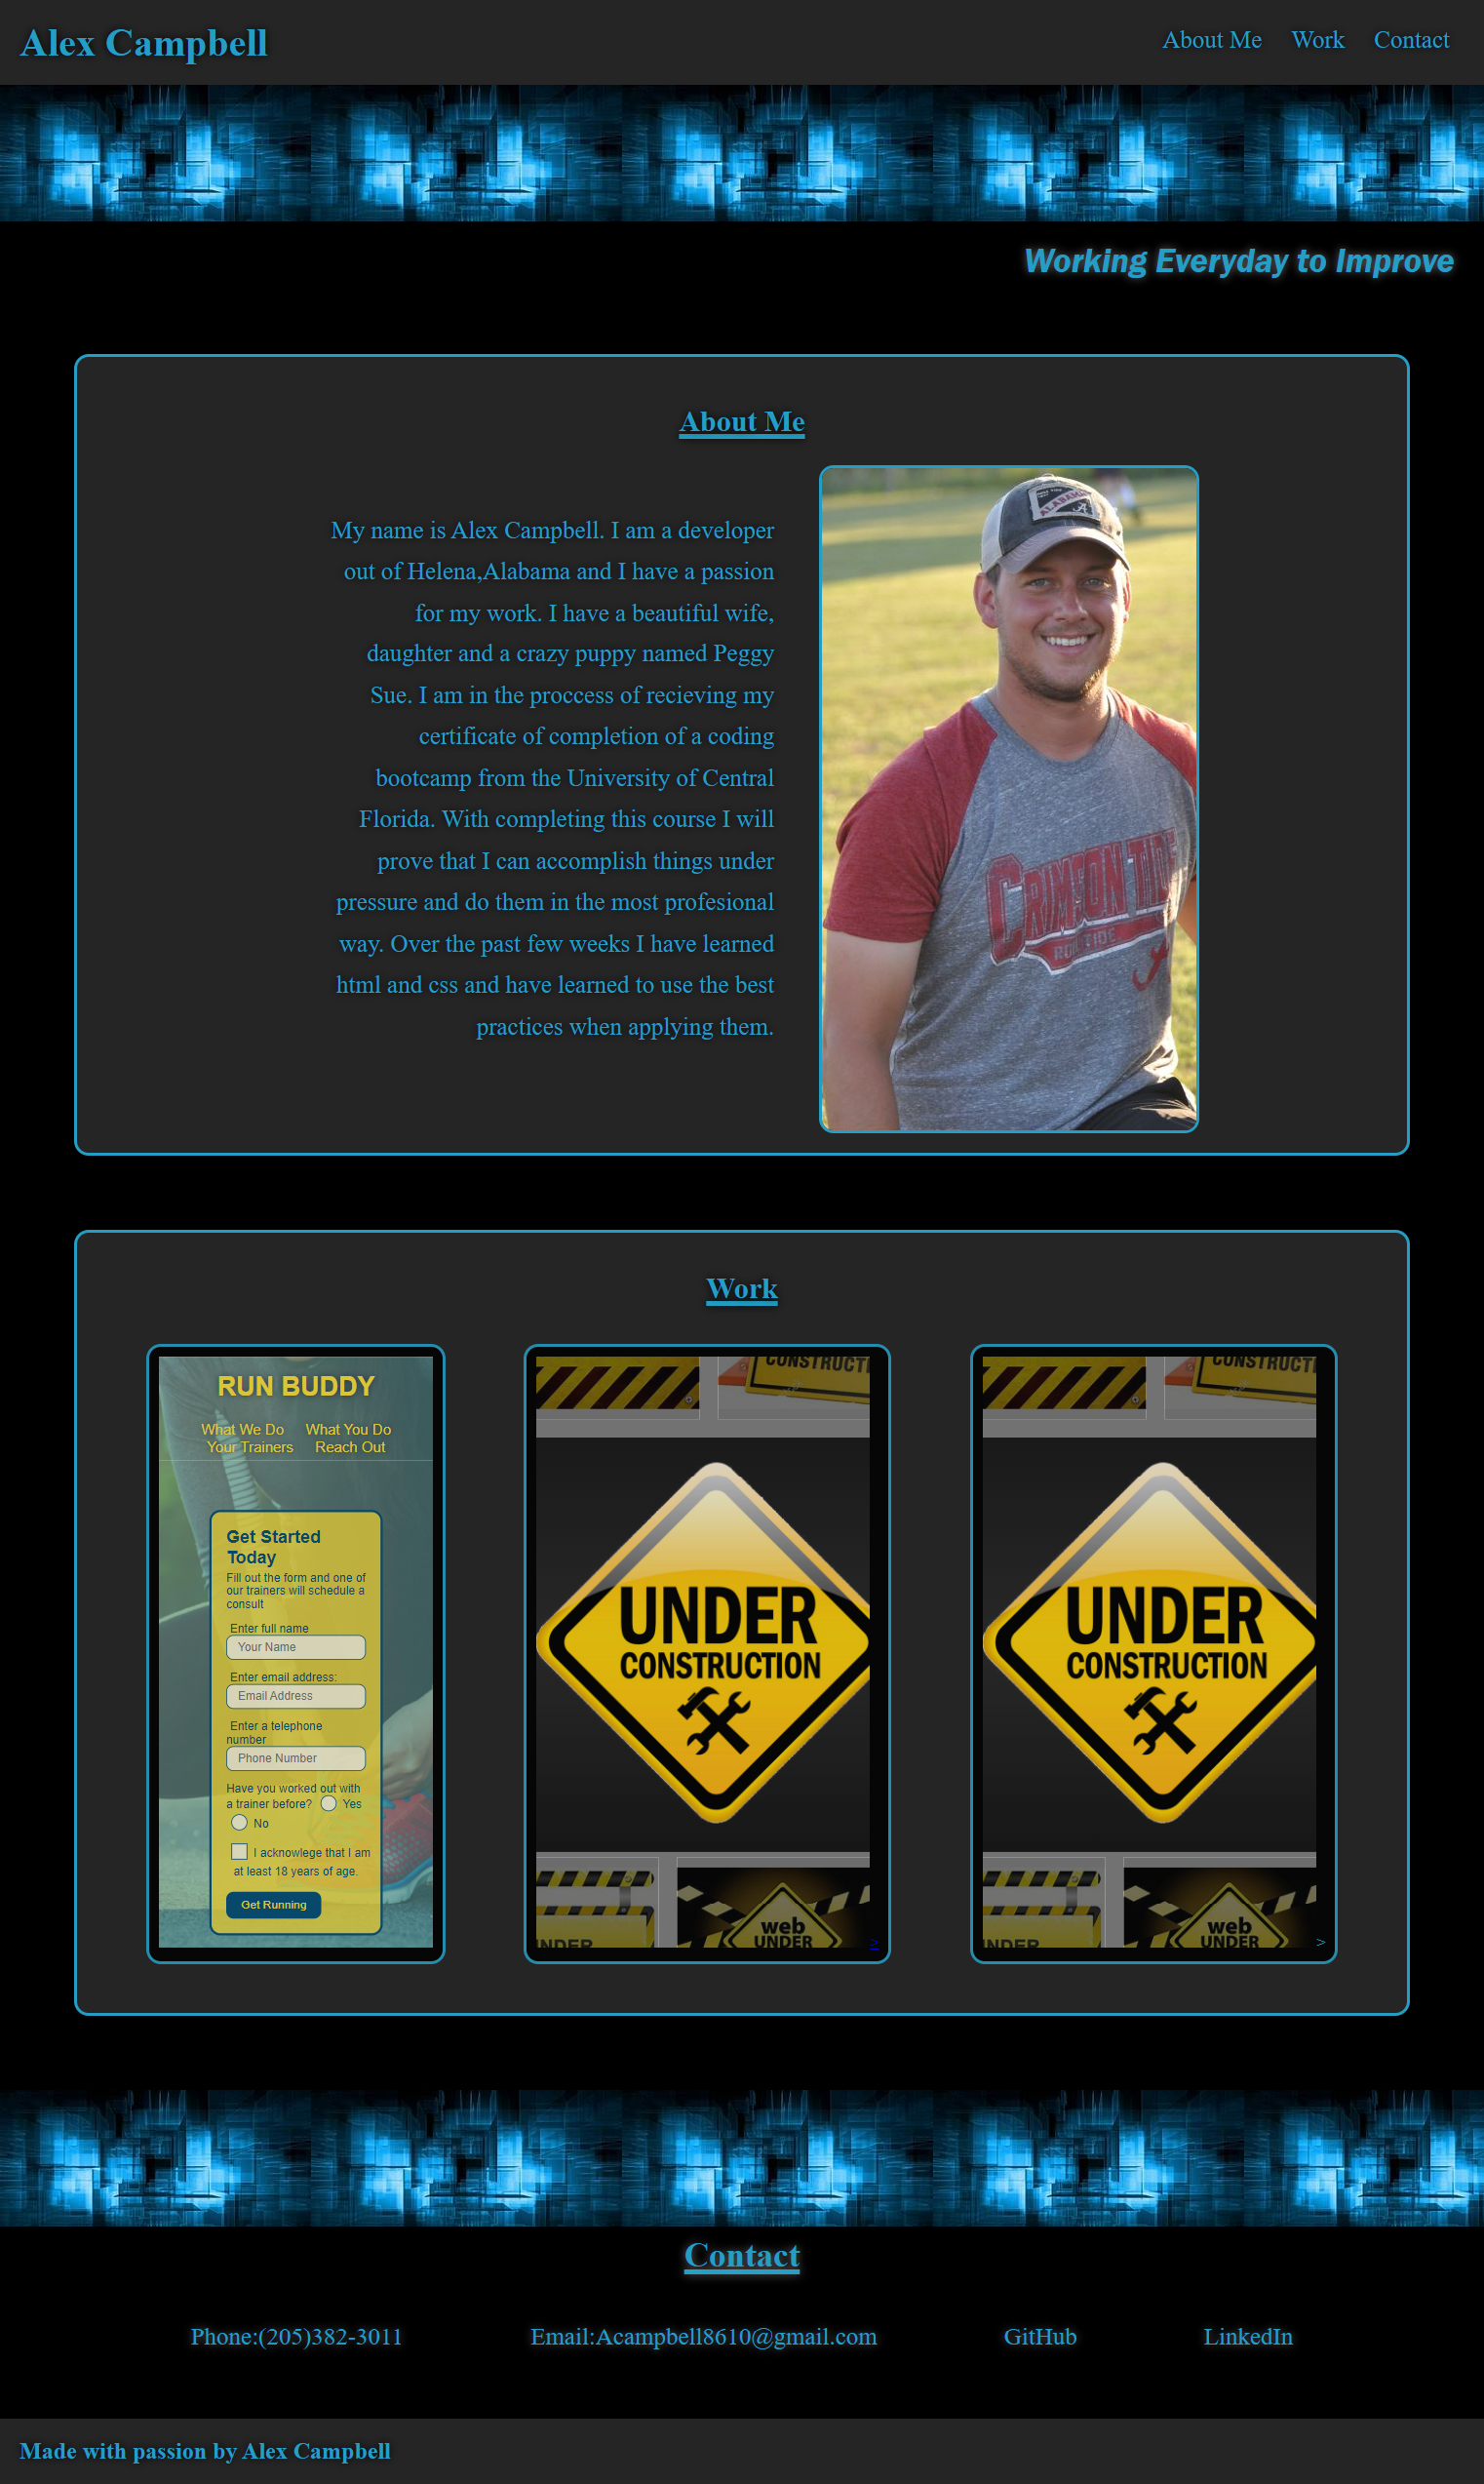 Alex Campbell
About Me Work Contact
Working Everyday to Improve
About Me
My name is Alex Campbell. I am a developer
out of Helena,Alabama and I have a passion
for my work. I have a beautiful wife,
daughter and a crazy puppy named Peggy
Sue. I am in the proccess of recieving my
certificate of completion of a coding
bootcamp from the University of Central
Florida. With completing this course I will
prove that I can accomplish things under
pressure and do them in the most profesional
way. Over the past few weeks I have learned
html and css and have learned to use the best
practices when applying them.
ALABAMA
A
CRIMSON TIDE
ROLL TIDE
Work
RUN BUDDY
What We Do What You Do
Your Trainers Reach Out
Get Started
Today
Fill out the form and one of
our trainers will schedule a
consult
Enter full name
Your Name
Enter email address:
Email Address
Enter a telephone
number
Phone Number
Have you worked out with
a trainer before? Yes
No
I acknowlege that I am
at least 18 years of age.
Get Running
CONSTRUCT
UNDER
CONSTRUCTION
UNDER
web
UNDER
>
CONSTRUCT
UNDER
CONSTRUCTION
UNDER
web
UNDER
>
Contact
Phone:(205)382-3011 Email:Acampbell8610@gmail.com GitHub LinkedIn
Made with passion by Alex Campbell